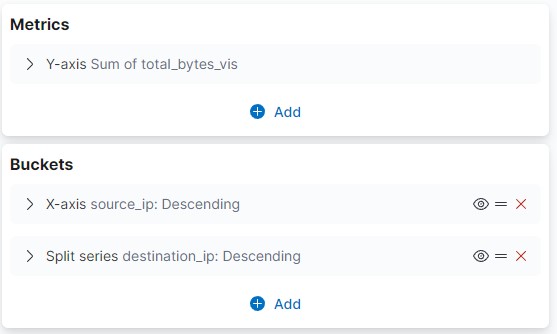 Metrics
Y-axis Sum of total_bytes_vis
Add
Buckets
X-axis source_ip: Descending
Split series destination_ip: Descending
Add